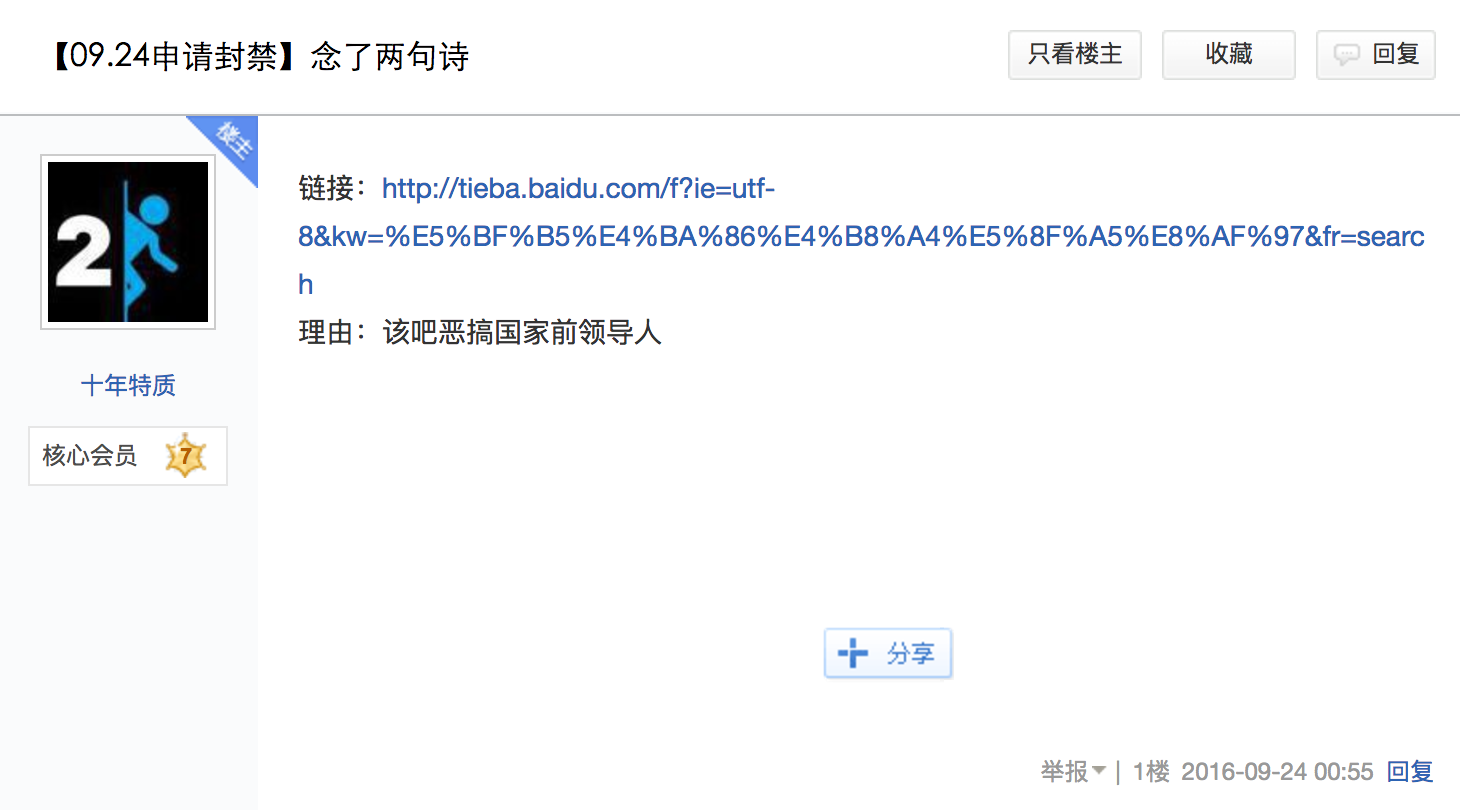 【09.24申请封禁】念了两句诗
只看楼主
收藏
回复
楼主
2
链接：http://tieba.baidu.com/f?ie=utf-
8&kw=%E5%BF%B5%E4%BA%86%E4%B8%A4%E5%8F%A5%E8%AF%97&fr=searc
h
理由：该吧恶搞国家前领导人
十年特质
核心会员 7
分享
举报 | 1楼 2016-09-24 00:55 回复